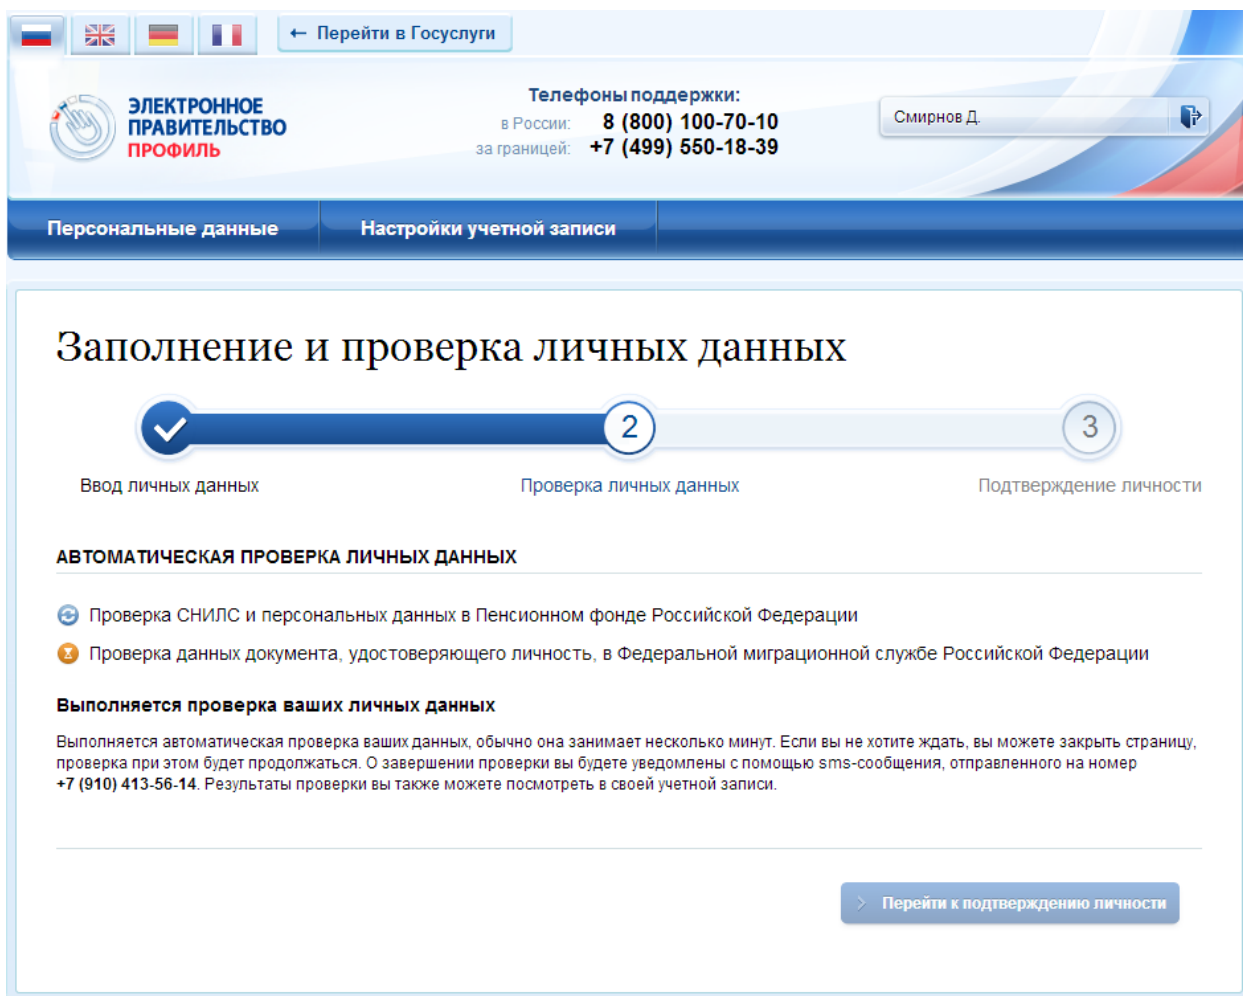 ← Перейти в Госуслуги
ЭЛЕКТРОННОЕ
ПРАВИТЕЛЬСТВО
ПРОФИЛЬ
Телефоны поддержки:
в России: 8 (800) 100-70-10
за границей: +7 (499) 550-18-39
Смирнов Д.
Персональные данные Настройки учетной записи
Заполнение и проверка личных данных
2 3
Ввод личных данных Проверка личных данных Подтверждение личности
АВТОМАТИЧЕСКАЯ ПРОВЕРКА ЛИЧНЫХ ДАННЫХ
Проверка СНИЛС и персональных данных в Пенсионном фонде Российской Федерации
Проверка данных документа, удостоверяющего личность, в Федеральной миграционной службе Российской Федерации
Выполняется проверка ваших личных данных
Выполняется автоматическая проверка ваших данных, обычно она занимает несколько минут. Если вы не хотите ждать, вы можете закрыть страницу,
проверка при этом будет продолжаться. О завершении проверки вы будете уведомлены с помощью sms-сообщения, отправленного на номер
+7 (910) 413-56-14. Результаты проверки вы также можете посмотреть в своей учетной записи.
Перейти к подтверждению личности